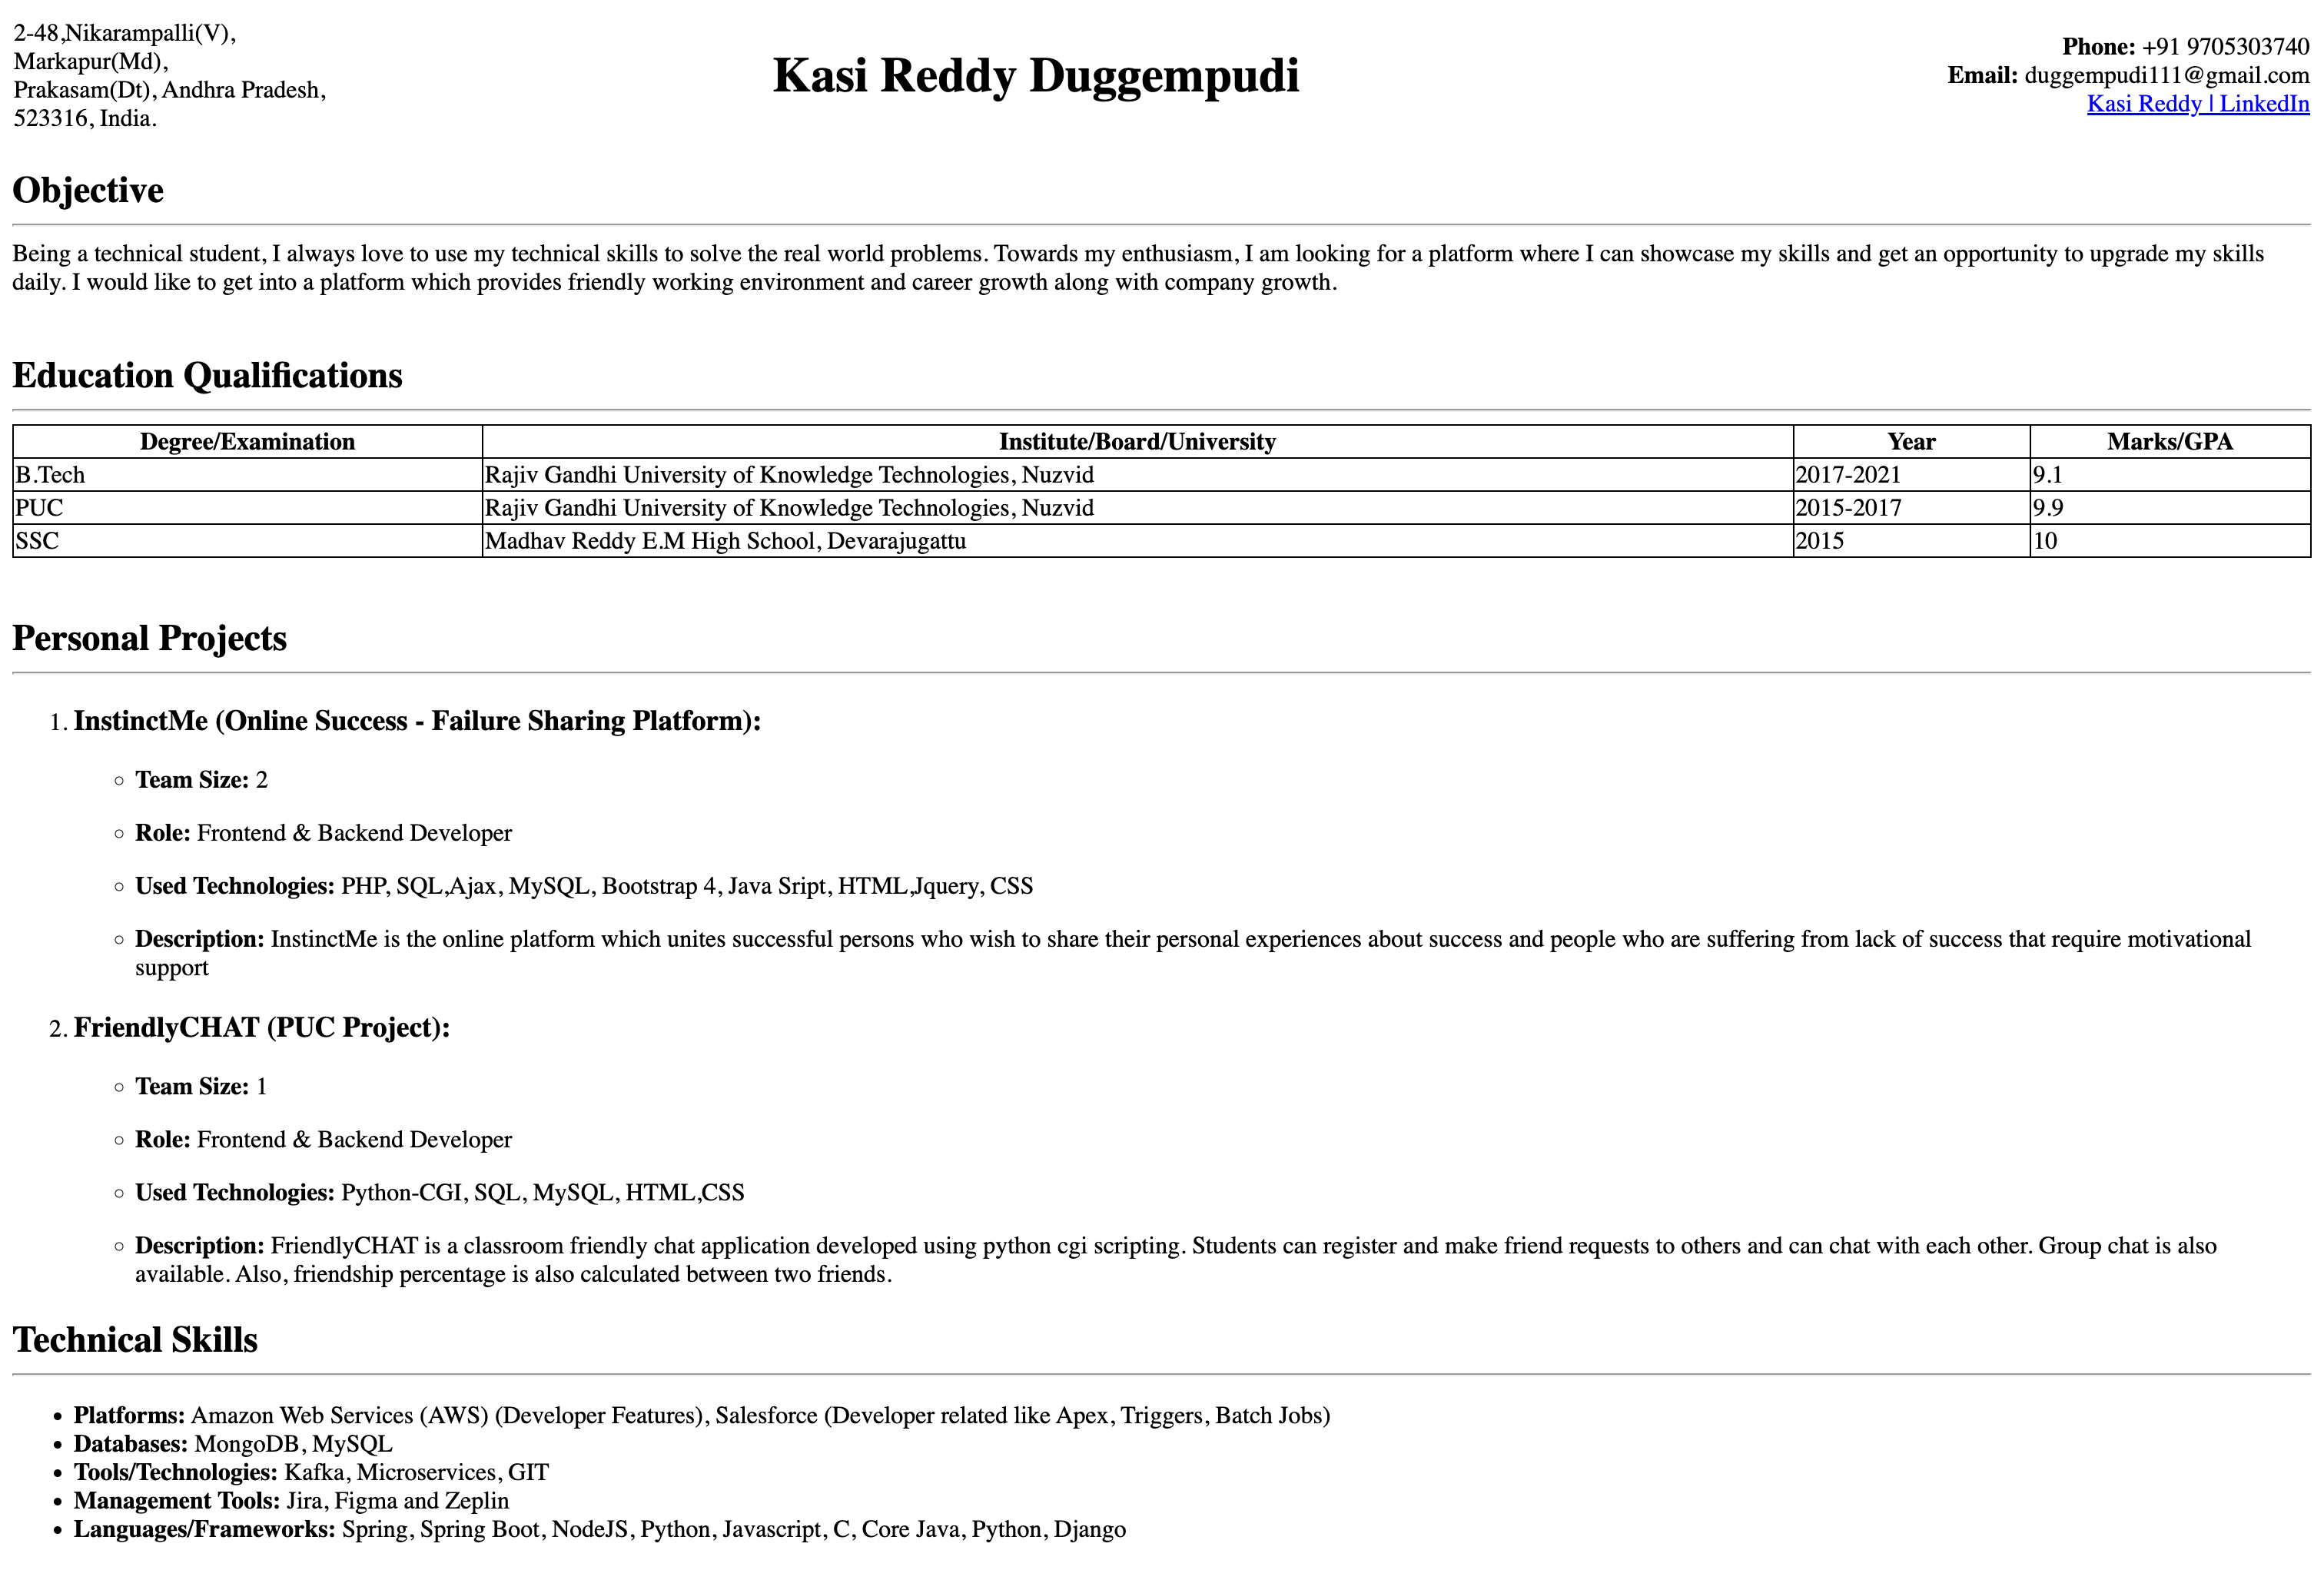 2-48,Nikarampalli(V),
Markapur(Md),
Prakasam(Dt), Andhra Pradesh,
523316, India.
Kasi Reddy Duggempudi
Phone: +91 9705303740
Email: duggempudi111@gmail.com
Kasi Reddy | LinkedIn
Objective
Being a technical student, I always love to use my technical skills to solve the real world problems. Towards my enthusiasm, I am looking for a platform where I can showcase my skills and get an opportunity to upgrade my skills
daily. I would like to get into a platform which provides friendly working environment and career growth along with company growth.
Education Qualifications
Degree/Examination Institute/Board/University Year Marks/GPA
B.Tech Rajiv Gandhi University of Knowledge Technologies, Nuzvid 2017-2021 9.1
PUC Rajiv Gandhi University of Knowledge Technologies, Nuzvid 2015-2017 9.9
SSC Madhav Reddy E.M High School, Devarajugattu 2015 10
Personal Projects
1. InstinctMe (Online Success - Failure Sharing Platform):
◦ Team Size: 2
◦ Role: Frontend & Backend Developer
◦ Used Technologies: PHP, SQL,Ajax, MySQL, Bootstrap 4, Java Sript, HTML,Jquery, CSS
◦ Description: InstinctMe is the online platform which unites successful persons who wish to share their personal experiences about success and people who are suffering from lack of success that require motivational
support
2. FriendlyCHAT (PUC Project):
◦ Team Size: 1
◦ Role: Frontend & Backend Developer
◦ Used Technologies: Python-CGI, SQL, MySQL, HTML,CSS
◦ Description: FriendlyCHAT is a classroom friendly chat application developed using python cgi scripting. Students can register and make friend requests to others and can chat with each other. Group chat is also
available. Also, friendship percentage is also calculated between two friends.
Technical Skills
• Platforms: Amazon Web Services (AWS) (Developer Features), Salesforce (Developer related like Apex, Triggers, Batch Jobs)
• Databases: MongoDB, MySQL
• Tools/Technologies: Kafka, Microservices, GIT
• Management Tools: Jira, Figma and Zeplin
• Languages/Frameworks: Spring, Spring Boot, NodeJS, Python, Javascript, C, Core Java, Python, Django